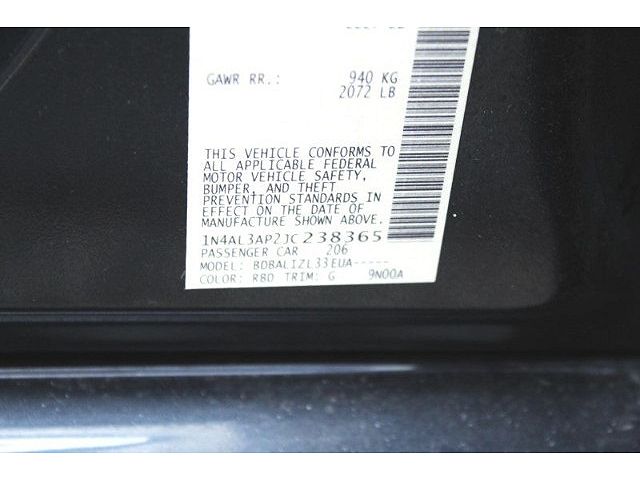 GAWR RR.: 940 KG
2072 LB
THIS VEHICLE CONFORMS TO
ALL APPLICABLE FEDERAL
MOTOR VEHICLE SAFETY,
BUMPER, AND THEFT
PREVENTION STANDARDS IN
EFFECT ON THE DATE OF
MANUFACTURE SHOWN ABOVE.
1N4AL3AP2JC238365
PASSENGER CAR 206
MODEL: BDBALIZL33EUA-----
COLOR: RBD TRIM: G 9N00A